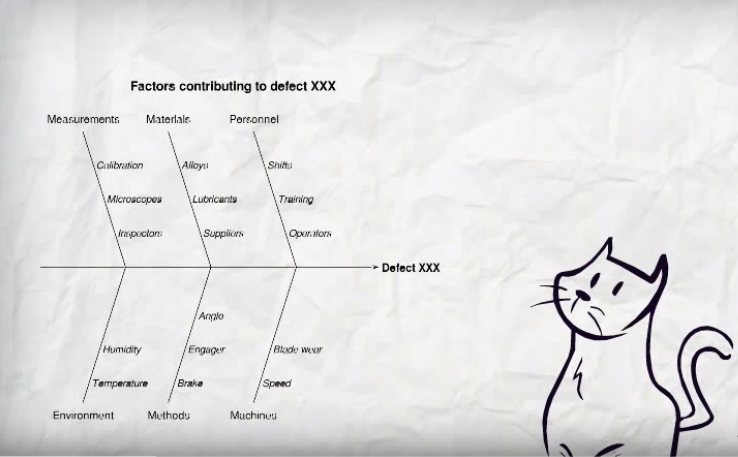 Factors contributing to defect XXX
Measurements Materials Personnel
Calibration Alloys Shifts
Microscopes Lubricants Training
Inspectors Suppliers Operators
Defect XXX
Angle
Humidity Engager Blade wear
Temperature Brake Speed
Environment Methods Machines